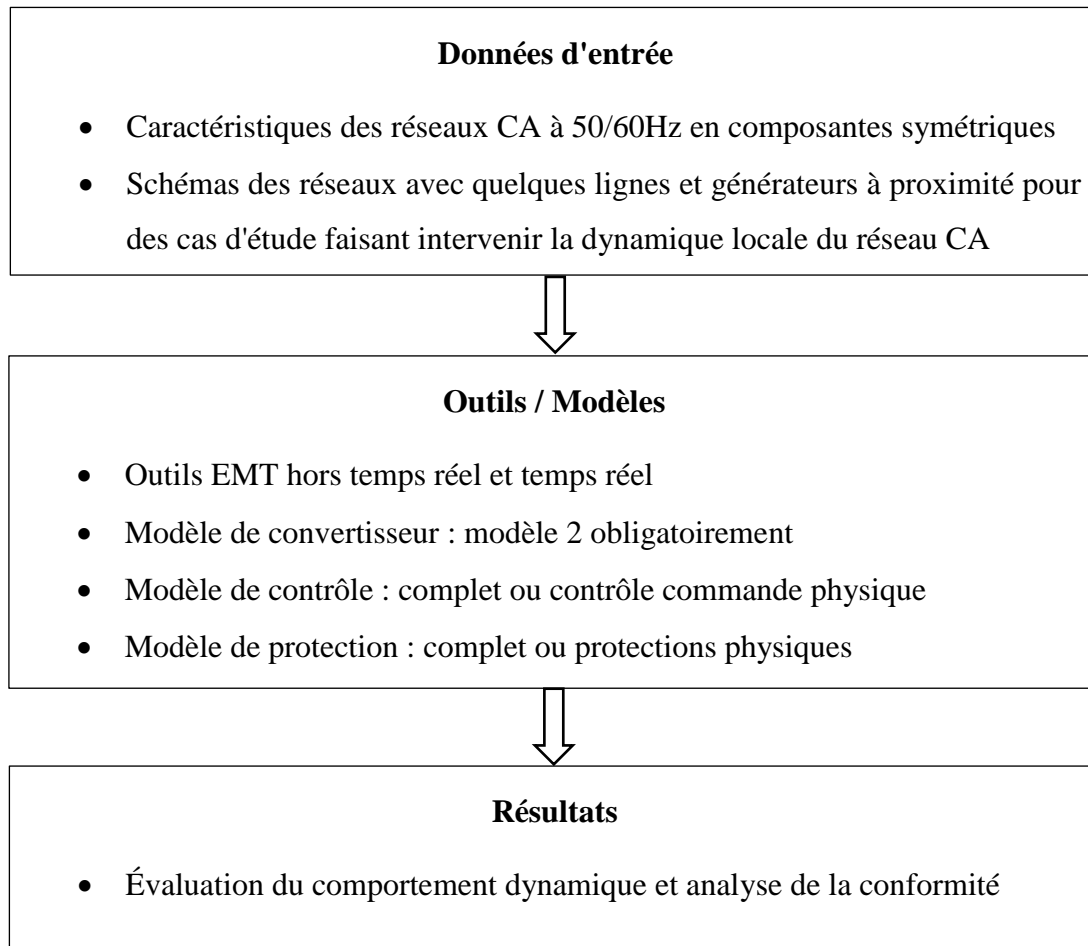 Données d'entrée
• Caractéristiques des réseaux CA à 50/60Hz en composantes symétriques
• Schémas des réseaux avec quelques lignes et générateurs à proximité pour
des cas d'étude faisant intervenir la dynamique locale du réseau CA
Outils / Modèles
• Outils EMT hors temps réel et temps réel
• Modèle de convertisseur : modèle 2 obligatoirement
• Modèle de contrôle : complet ou contrôle commande physique
• Modèle de protection : complet ou protections physiques
Résultats
• Évaluation du comportement dynamique et analyse de la conformité